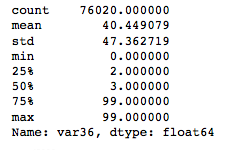 count 76020.000000
mean 40.449079
std 47.362719
min 0.000000
25% 2.000000
50% 3.000000
75% 99.000000
max 99.000000
Name: var36, dtype: float64